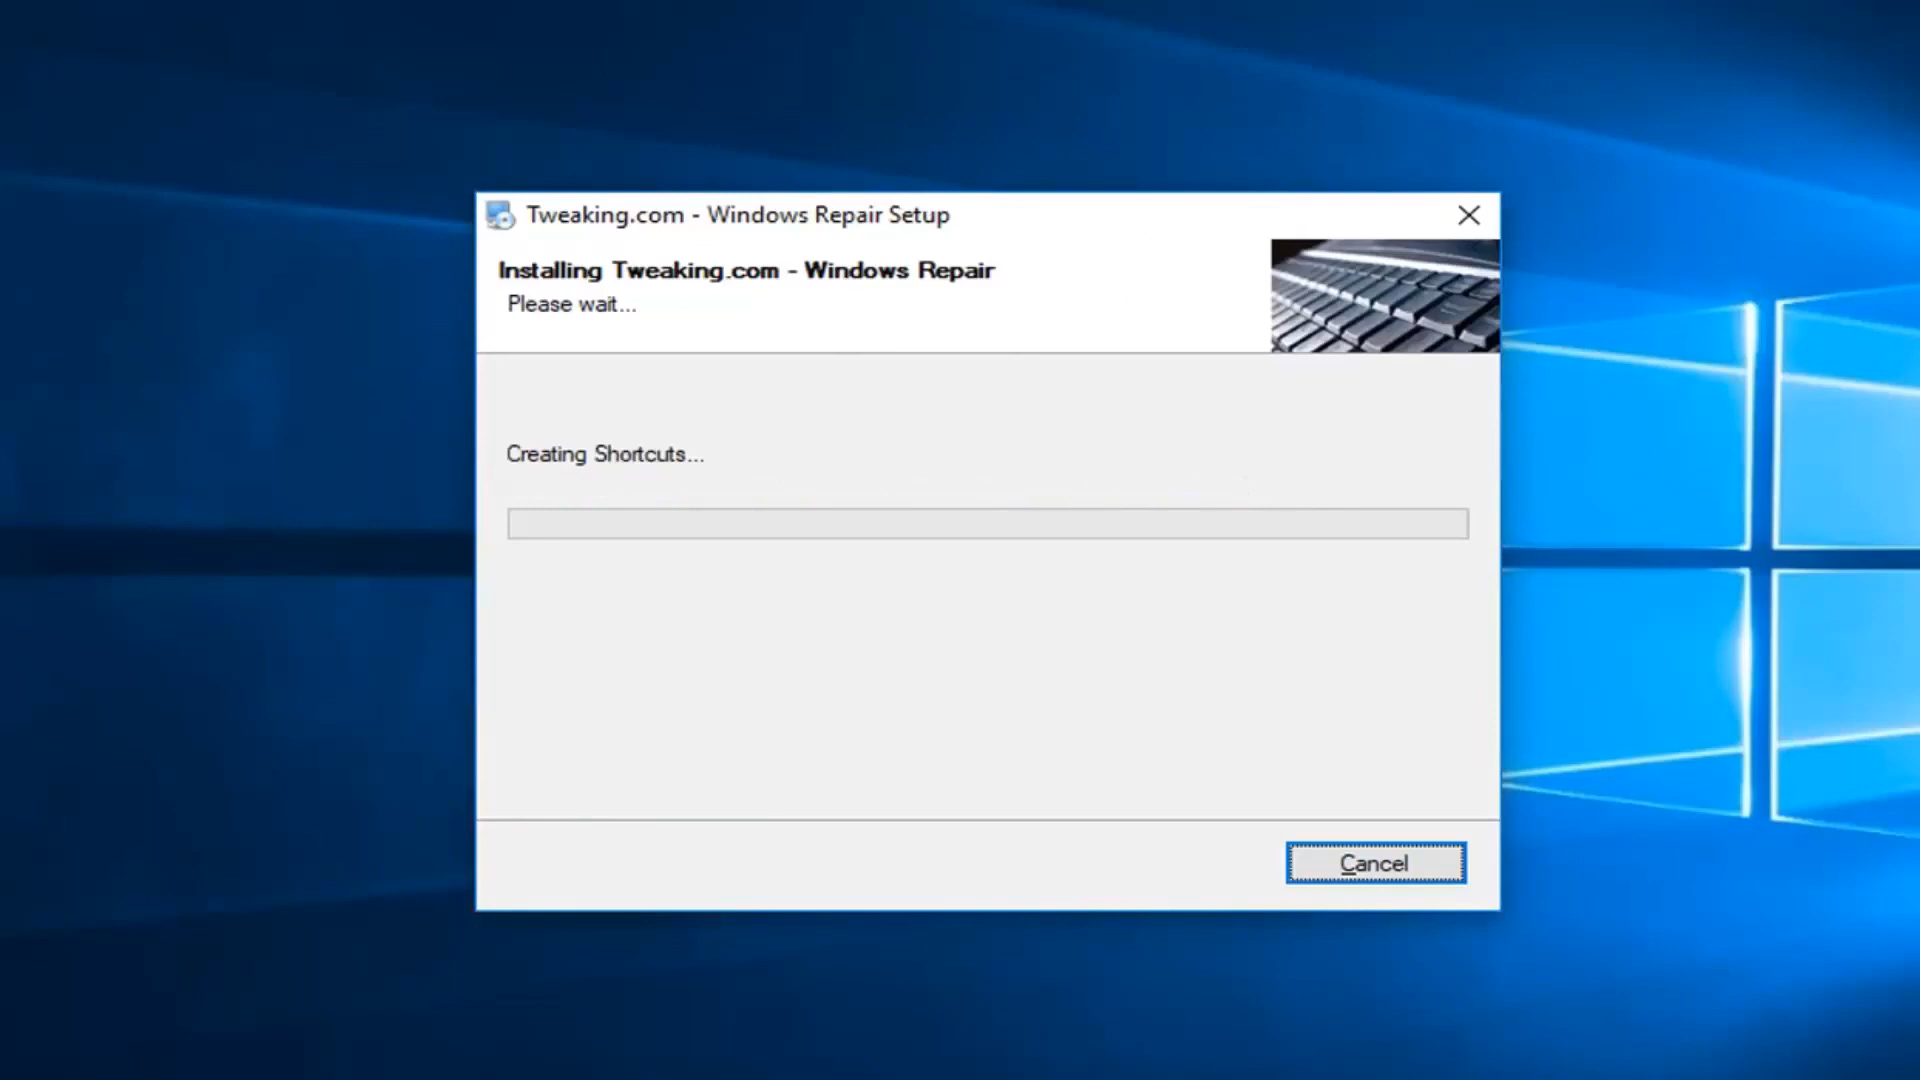 Tweaking.com - Windows Repair Setup
Installing Tweaking.com - Windows Repair
Please wait...
Creating Shortcuts...
Cancel